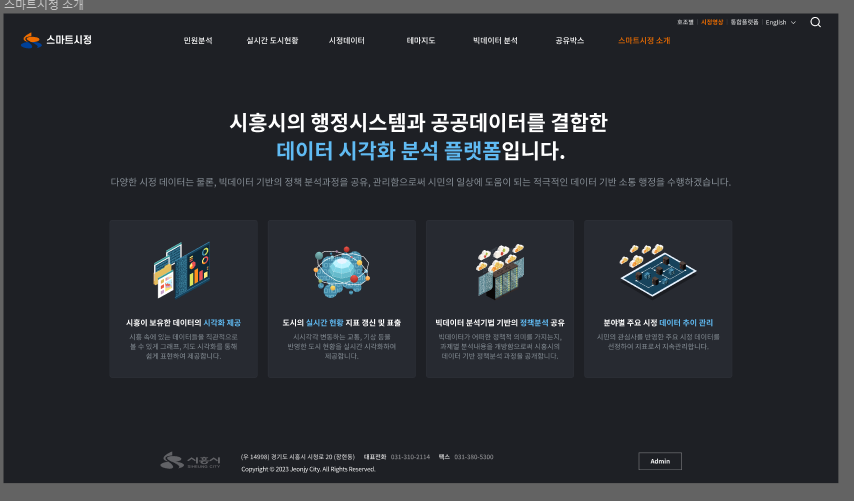 스마트시정 소개
호조벌 시정영상 통합플랫폼 English
스마트시정 민원분석 실시간 도시현황 시정데이터 테마지도 빅데이터 분석 공유박스 스마트시정 소개
시흥시의 행정시스템과 공공데이터를 결합한
데이터 시각화 분석 플랫폼입니다.
다양한 시정 데이터는 물론, 빅데이터 기반의 정책 분석과정을 공유, 관리함으로써 시민의 일상에 도움이 되는 적극적인 데이터 기반 소통 행정을 수행하겠습니다.
시흥이 보유한 데이터의 시각화 제공
시흥 속에 있는 데이터들을 직관적으로
볼 수 있게 그래프, 지도 시각화를 통해
쉽게 표현하여 제공합니다.
도시의 실시간 현황 지표 갱신 및 표출
시시각각 변동하는 교통, 기상 등을
반영한 도시 현황을 실시간 시각화하여
제공합니다.
빅데이터 분석기법 기반의 정책분석 공유
빅데이터가 어떠한 정책적 의미를 가지는지,
과제별 분석내용을 개방함으로써 시흥시의
데이터 기반 정책분석 과정을 공개합니다.
분야별 주요 시정 데이터 추이 관리
시민의 관심사를 반영한 주요 시정 데이터를
선정하여 지표로서 지속관리합니다.
시흥시
SIHEUNG CITY
(우 14998) 경기도 시흥시 시청로 20 (장현동) 대표전화 031-310-2114 팩스 031-380-5300
Copyright © 2023 Jeonjy City. All Rights Reserved.
Admin